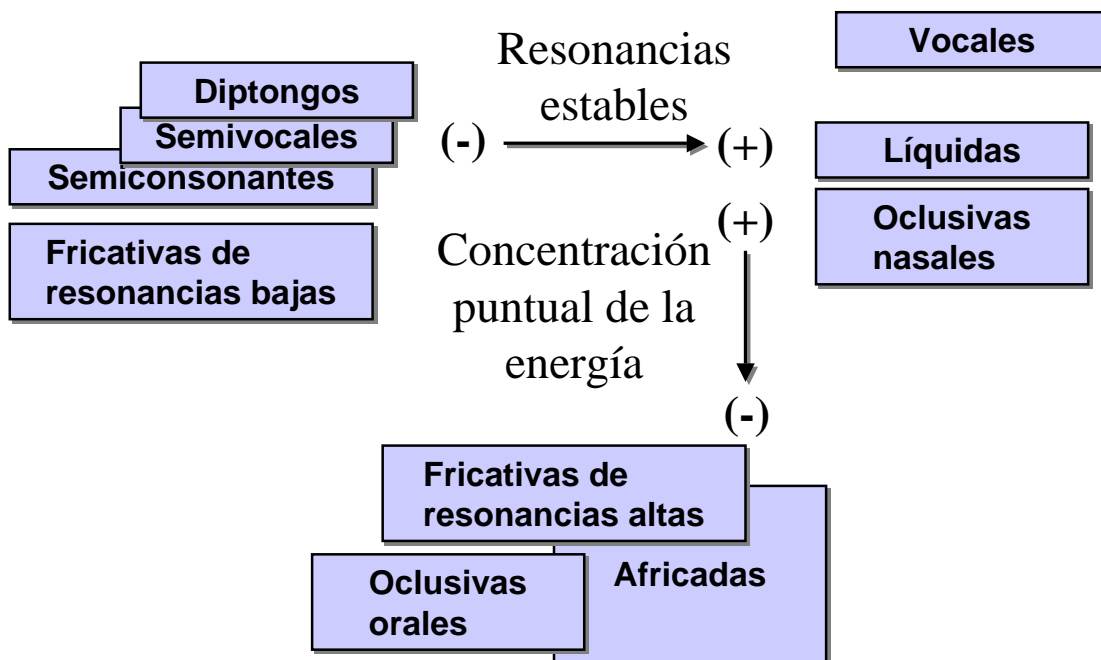 Vocales
Resonancias
estables
Diptongos
Semivocales
Semiconsonantes
(-)
(+)
Líquidas
Fricativas de
resonancias bajas
(+)
Oclusivas
nasales
Concentración
puntual de la
energía
(-)
Fricativas de
resonancias altas
Africadas
Oclusivas
orales